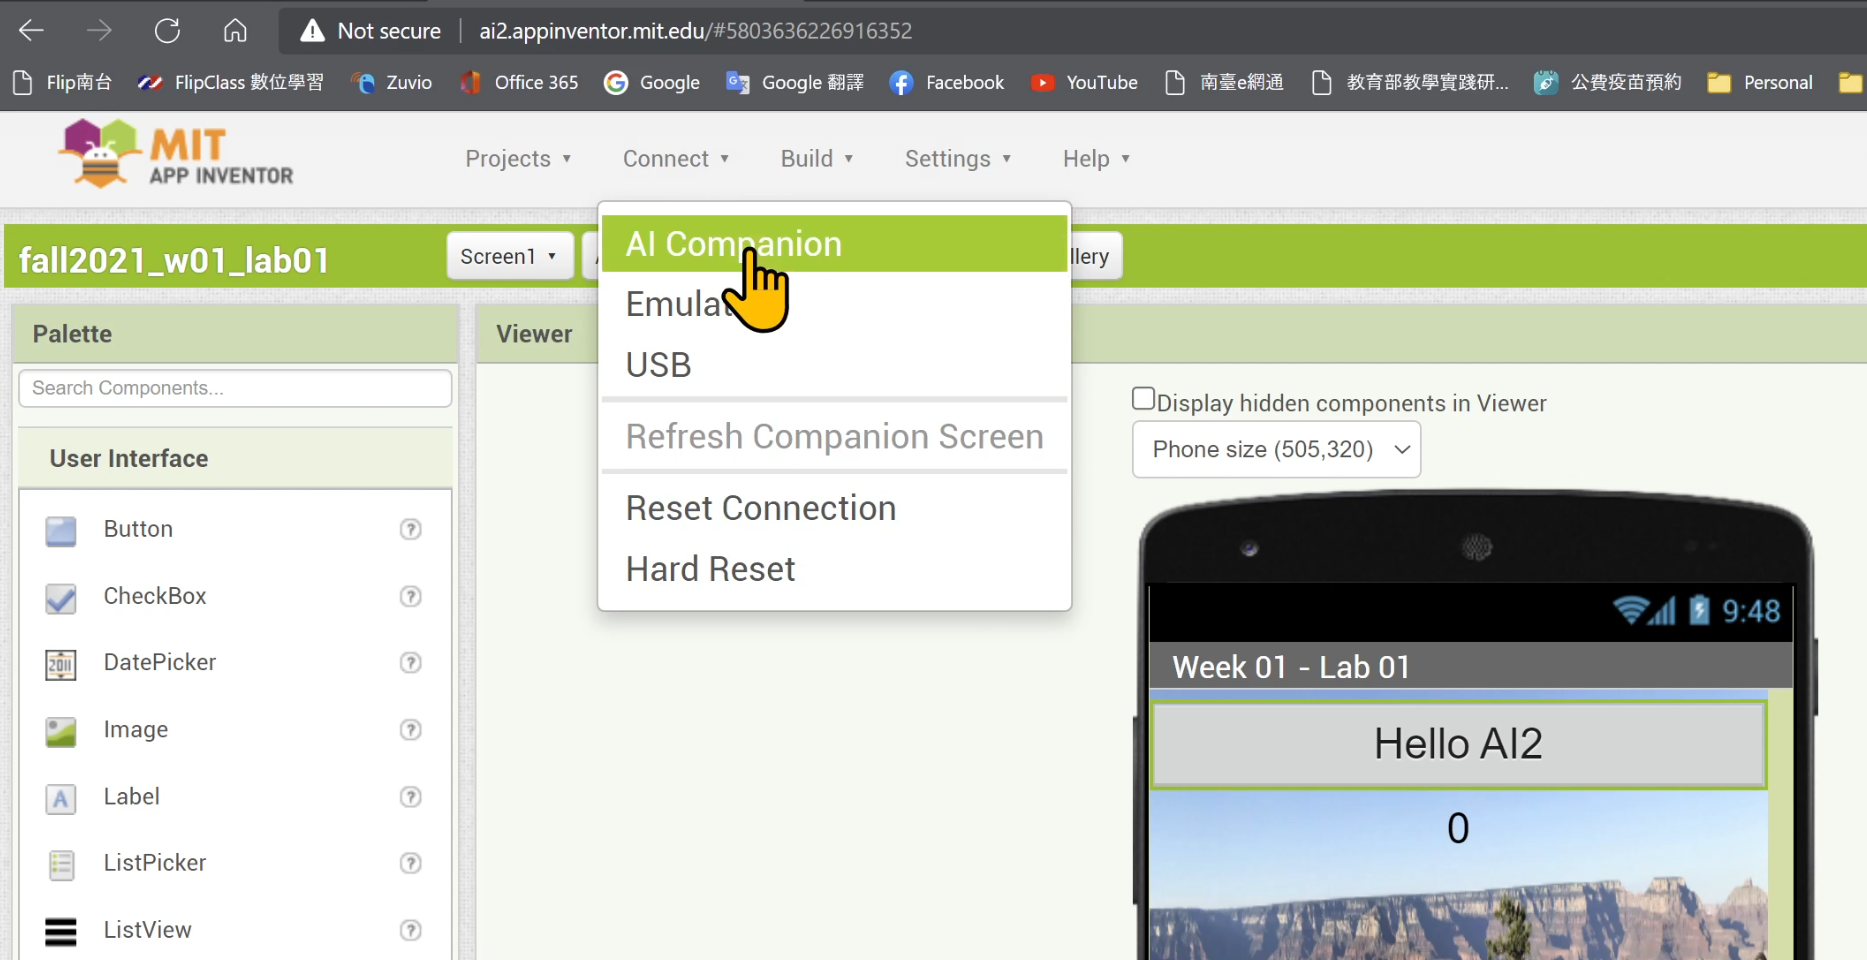 Not secure ai2.appinventor.mit.edu/#5803636226916352
Flip南台 FlipClass 數位學習 Zuvio Office 365 Google Google 翻譯 Facebook YouTube 南臺e網通 教育部教學實踐研... 公費疫苗預約 Personal
MIT
APP INVENTOR
Projects Connect Build Settings Help
fall2021_w01_lab01 Screen1 llery
AI Companion
Emulat
USB
Refresh Companion Screen
Reset Connection
Hard Reset
Palette
Search Components...
User Interface
Button
CheckBox
DatePicker
Image
Label
ListPicker
ListView
Viewer
Display hidden components in Viewer
Phone size (505,320)
9:48
Week 01 - Lab 01
Hello AI2
0